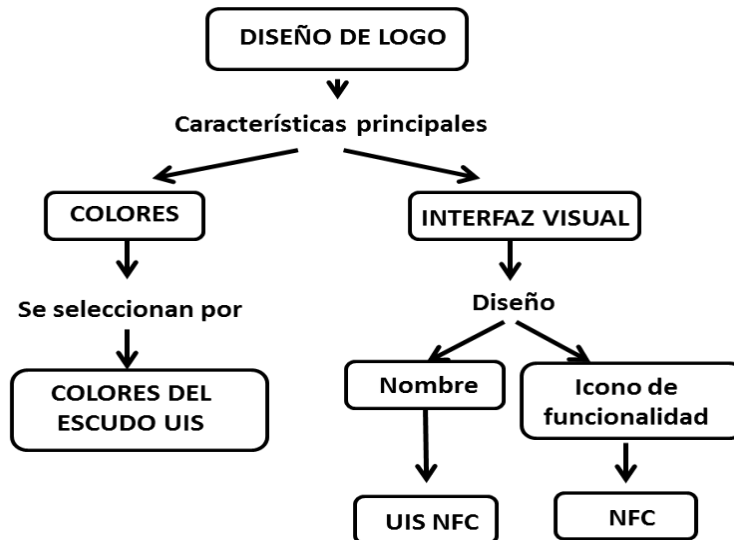 DISEÑO DE LOGO
Características principales
COLORES
INTERFAZ VISUAL
Se seleccionan por
Diseño
COLORES DEL
ESCUDO UIS
Nombre
Icono de
funcionalidad
UIS NFC
NFC